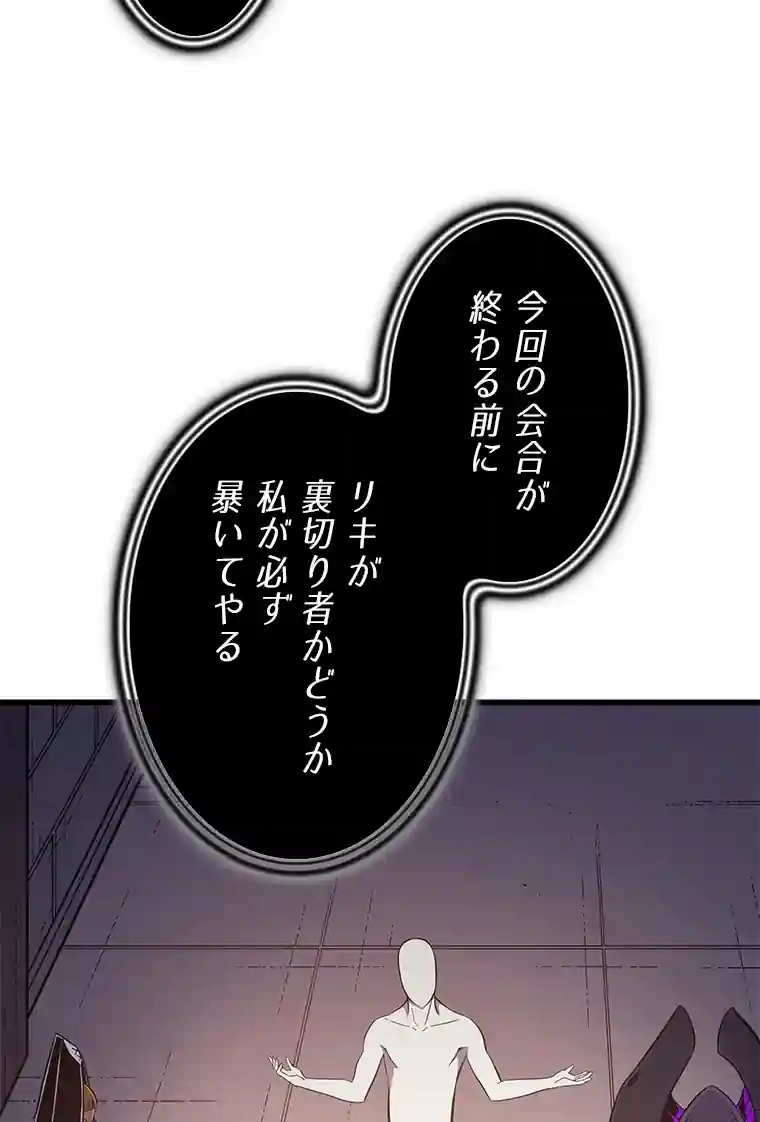 今回の会合が
終わる前に
リキが
裏切り者かどうか
私が必ず
暴いてやる